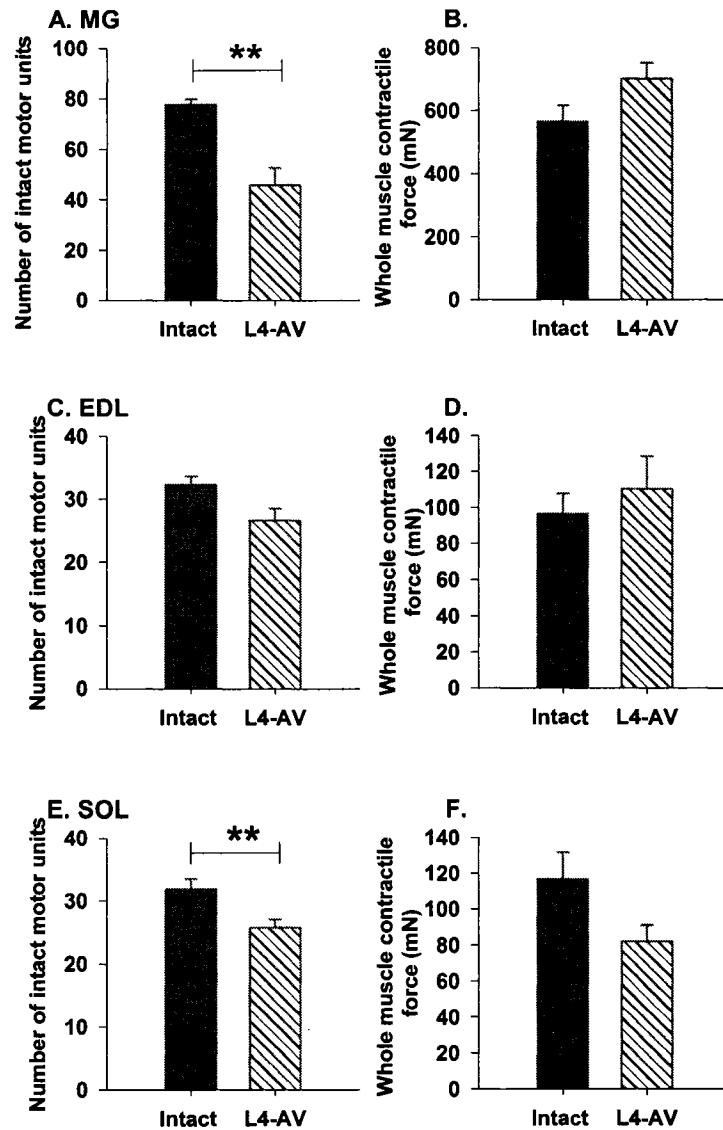 A. MG
Number of intact motor units
100
80
60
40
20
0
**
Intact L4-AV
B.
Whole muscle contractile
force (mN)
800
600
400
200
0
Intact L4-AV
C. EDL
Number of intact motor units
40
30
20
10
0
Intact L4-AV
D.
Whole muscle contractile
force (mN)
140
120
100
80
60
40
20
0
Intact L4-AV
E. SOL
Number of intact motor units
40
30
20
10
0
**
Intact L4-AV
F.
Whole muscle contractile
force (mN)
140
120
100
80
60
40
20
0
Intact L4-AV